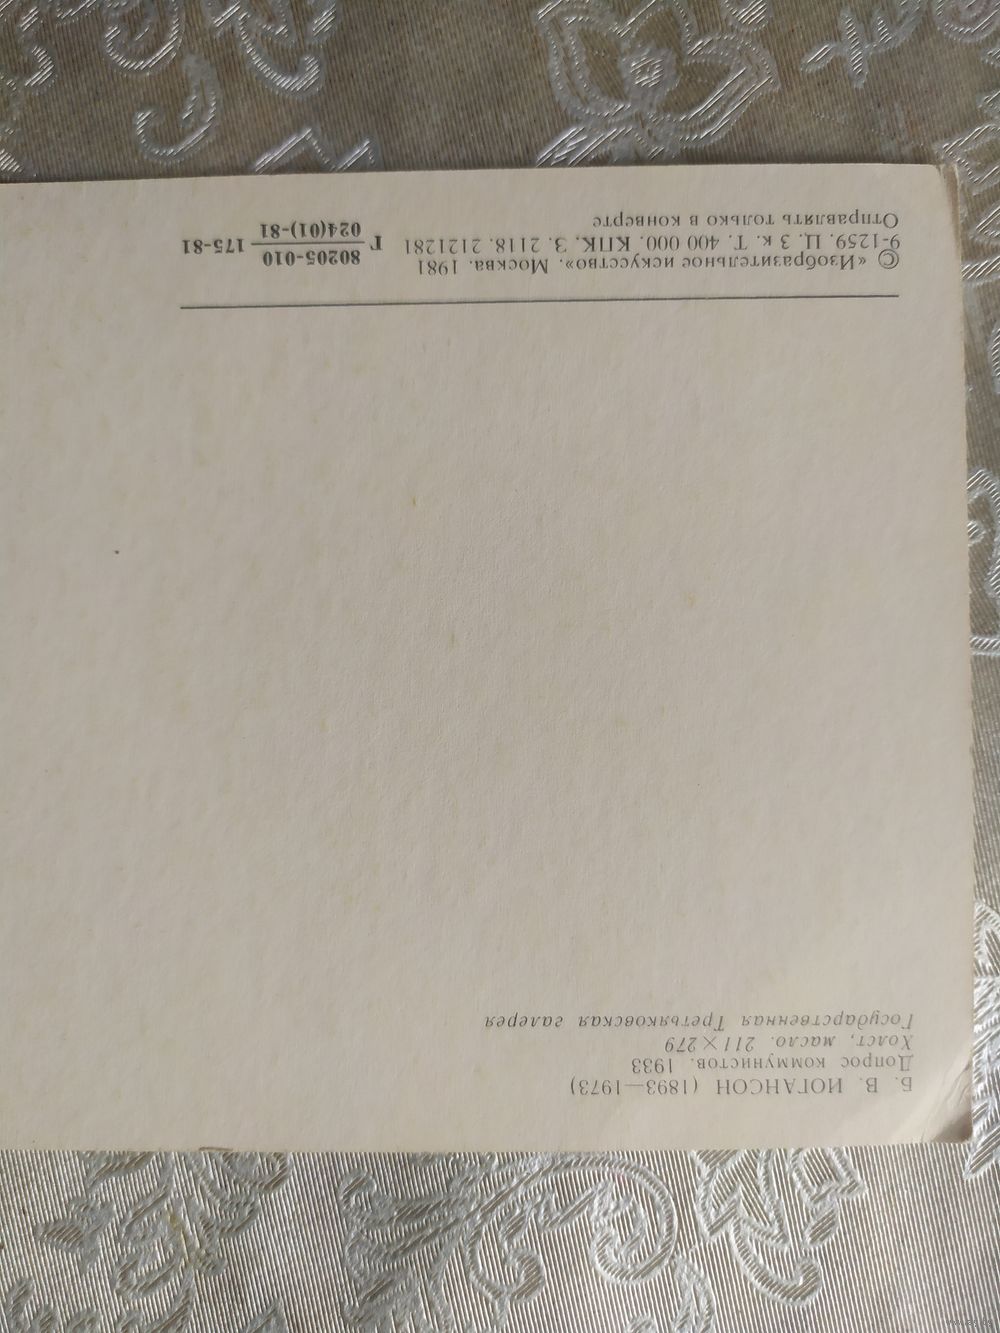 Б. В. ИОГАНСОН (1893—1973)
Допрос коммунистов. 1933
Холст, масло. 211×279
Государственная Третьяковская галерея
© «Изобразительное искусство». Москва. 1981
9-1259. Ц. 3 к. Т. 400 000. КПК. З. 2118. 2121281
Отправлять только в конверте
Г 80205-010 175-81
024(01)-81